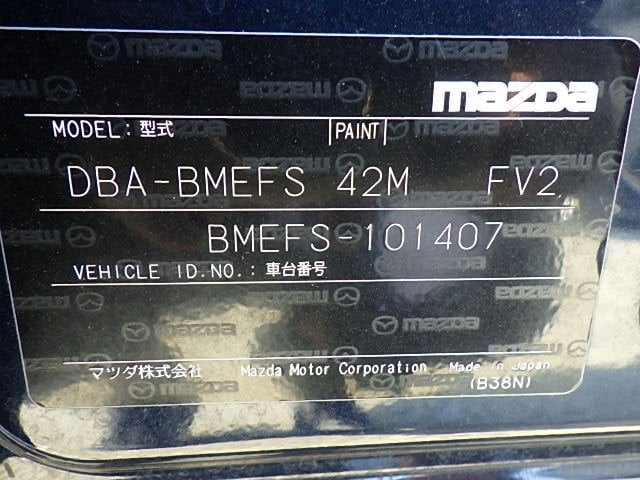 mazda
MODEL: 型式 PAINT
DBA-BMEFS 42M FV2
BMEFS-101407
VEHICLE ID.NO.: 車台番号
マツダ株式会社 Mazda Motor Corporation Made in Japan
(B38N)